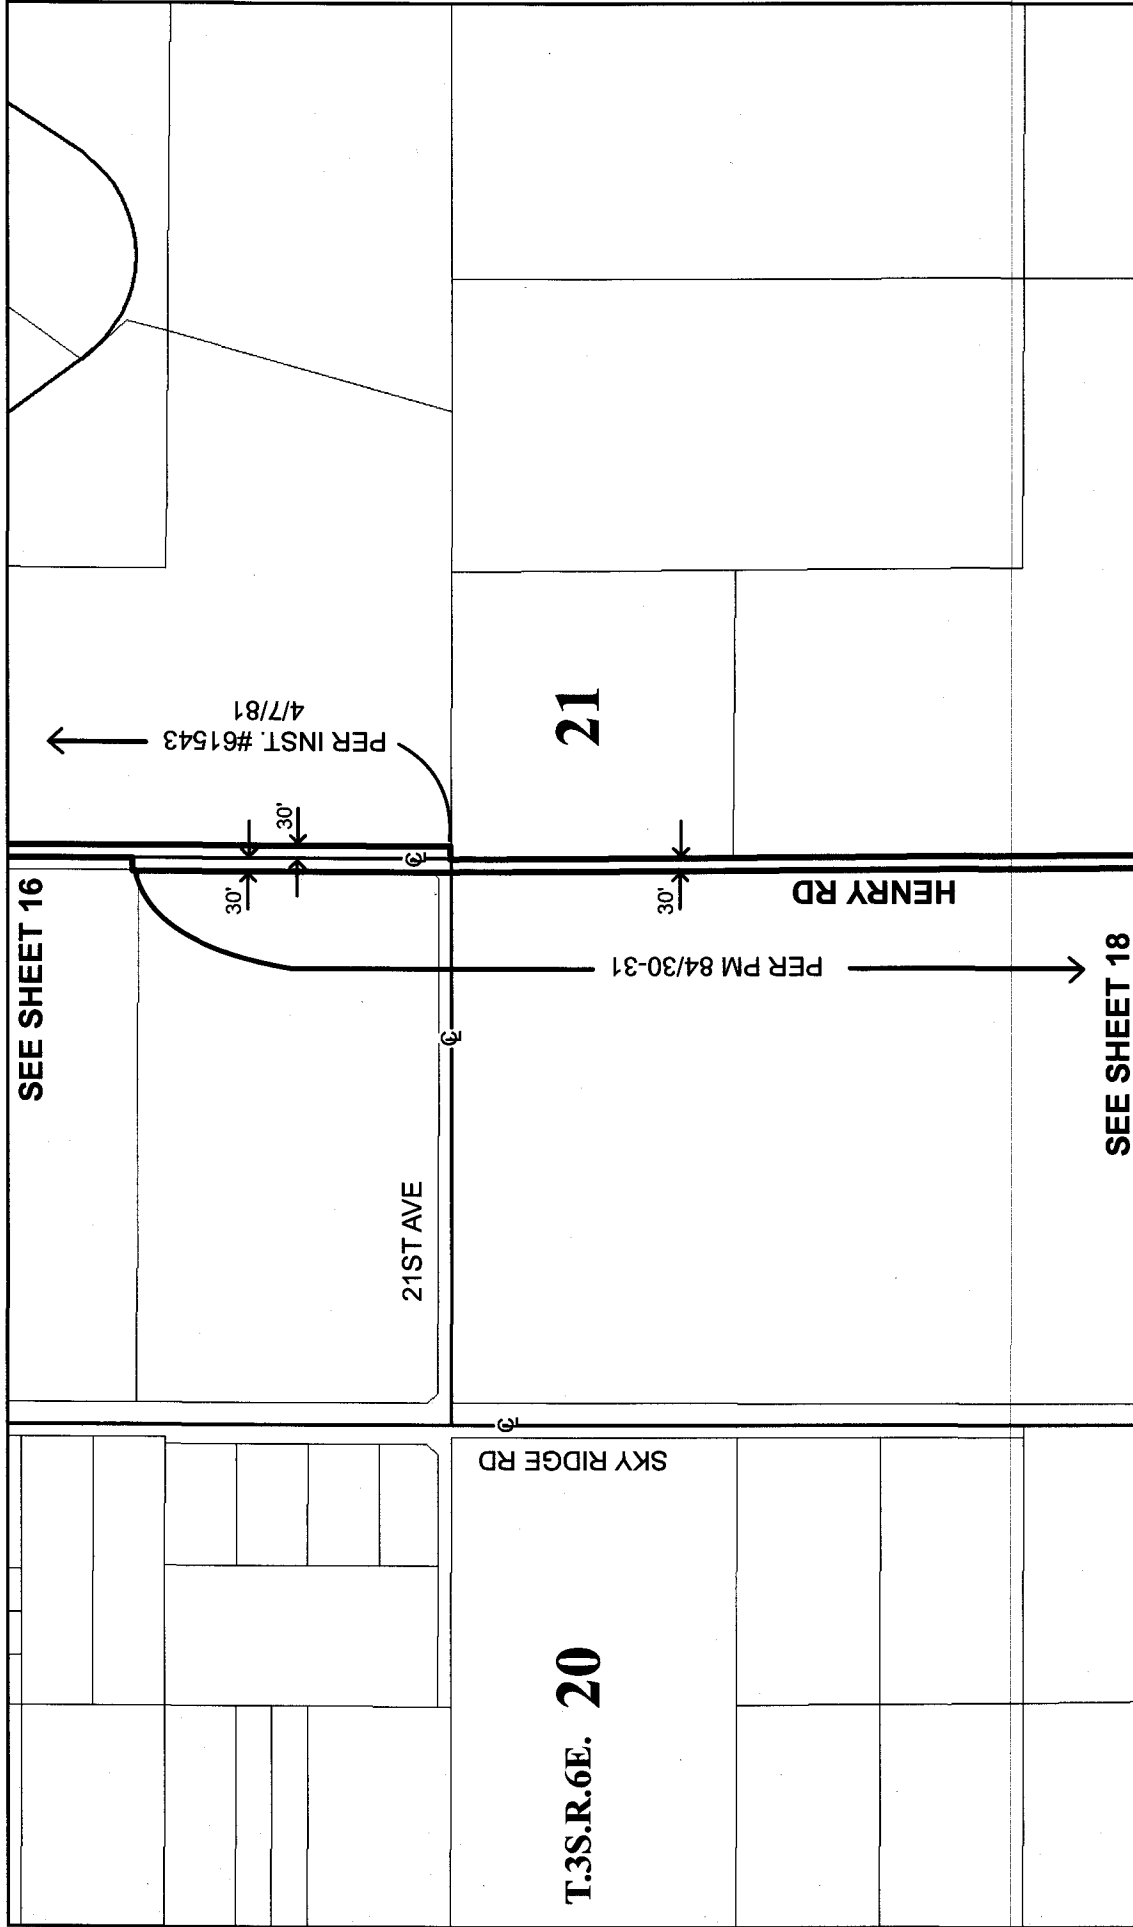 SEE SHEET 16
PER INST. #61543
4/7/81
30'
30'
30'
℄
21ST AVE
℄
HENRY RD
PER PM 84/30-31
21
℄
SKY RIDGE RD
T.3S.R.6E. 20
SEE SHEET 18